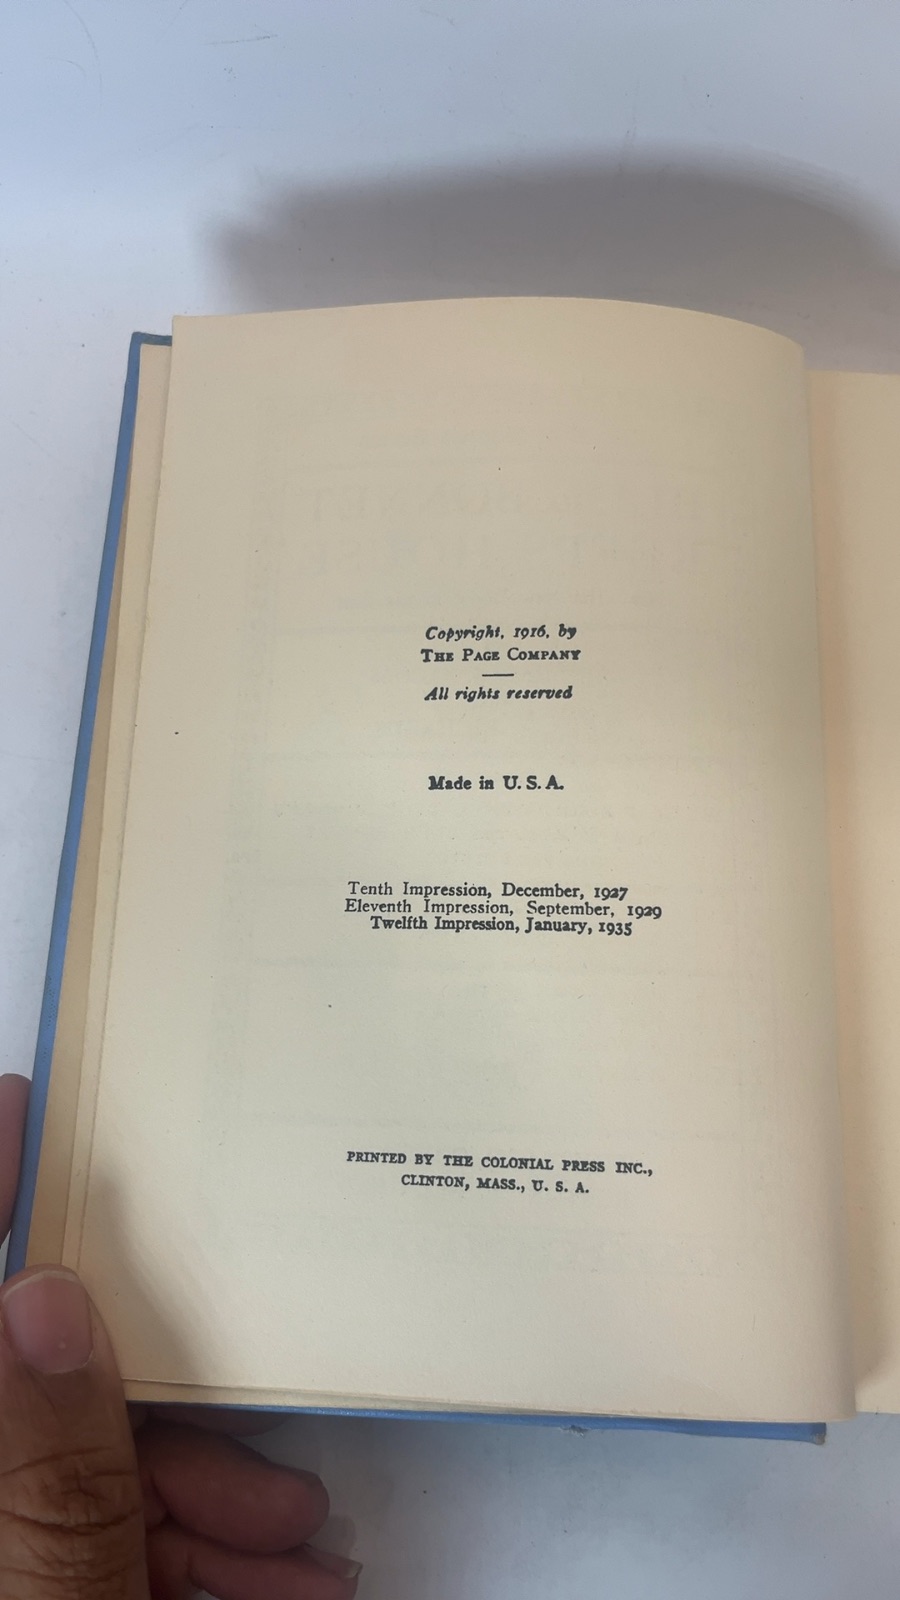 Copyright, 1916, by
THE PAGE COMPANY
All rights reserved
Made in U. S. A.
Tenth Impression, December, 1927
Eleventh Impression, September, 1929
Twelfth Impression, January, 1935
PRINTED BY THE COLONIAL PRESS INC.,
CLINTON, MASS., U. S. A.